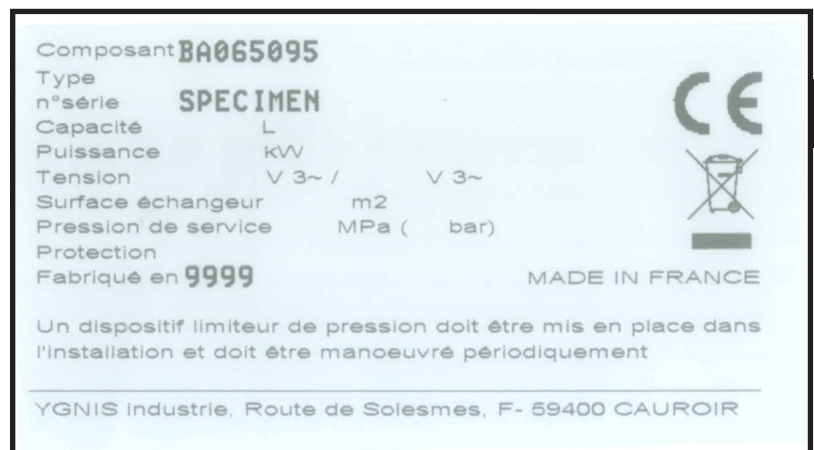 Composant BA065095
Type
n°série SPECIMEN
Capacité L
Puissance kW
Tension V 3~ / V 3~
Surface échangeur m2
Pression de service MPa ( bar)
Protection
Fabriqué en 9999 MADE IN FRANCE
CE
Un dispositif limiteur de pression doit être mis en place dans
l'installation et doit être manoeuvré périodiquement
YGNIS industrie, Route de Solesmes, F- 59400 CAUROIR